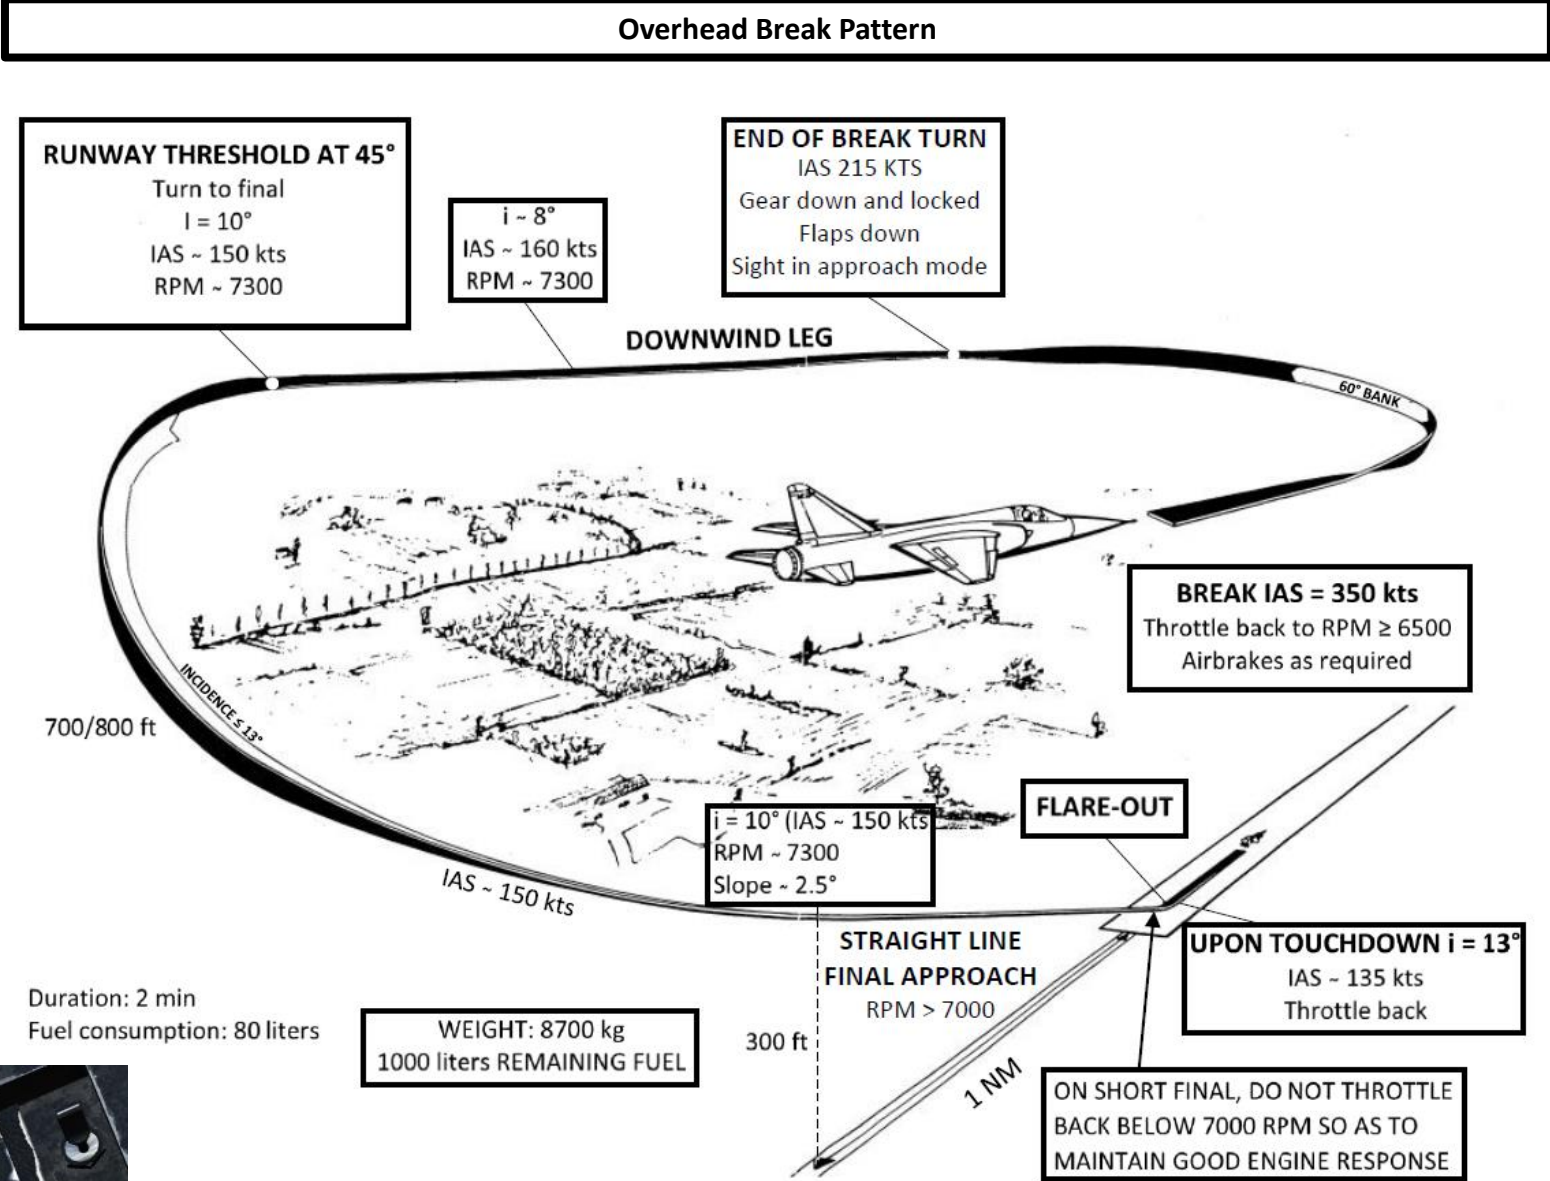 Overhead Break Pattern
RUNWAY THRESHOLD AT 45°
Turn to final
I = 10°
IAS ~ 150 kts
RPM ~ 7300
i ~ 8°
IAS ~ 160 kts
RPM ~ 7300
END OF BREAK TURN
IAS 215 KTS
Gear down and locked
Flaps down
Sight in approach mode
DOWNWIND LEG
60° BANK
BREAK IAS = 350 kts
Throttle back to RPM ≥ 6500
Airbrakes as required
INCIDENCE ≤ 13°
700/800 ft
IAS ~ 150 kts
i = 10° (IAS ~ 150 kts
RPM ~ 7300
Slope ~ 2.5°
FLARE-OUT
STRAIGHT LINE
FINAL APPROACH
RPM > 7000
UPON TOUCHDOWN i = 13°
IAS ~ 135 kts
Throttle back
Duration: 2 min
Fuel consumption: 80 liters
WEIGHT: 8700 kg
1000 liters REMAINING FUEL
300 ft
1 NM
ON SHORT FINAL, DO NOT THROTTLE
BACK BELOW 7000 RPM SO AS TO
MAINTAIN GOOD ENGINE RESPONSE